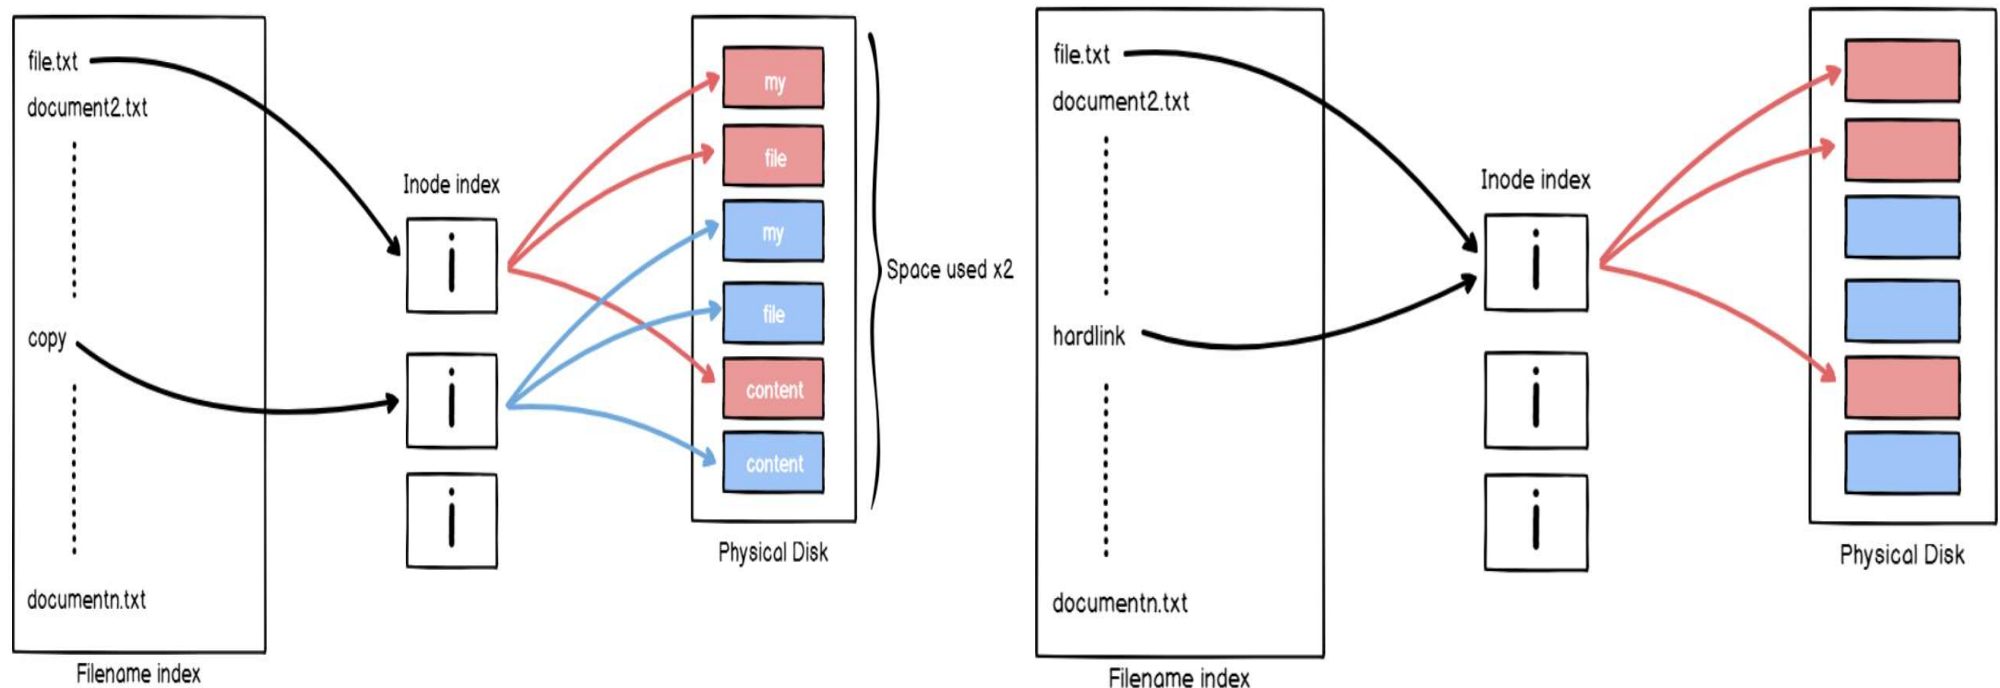 file.txt
document2.txt
copy
documentn.txt
Filename index
Inode index
i
i
i
my
file
my
file
content
content
Physical Disk
Space used x2
file.txt
document2.txt
hardlink
documentn.txt
Filename index
Inode index
i
i
i
Physical Disk